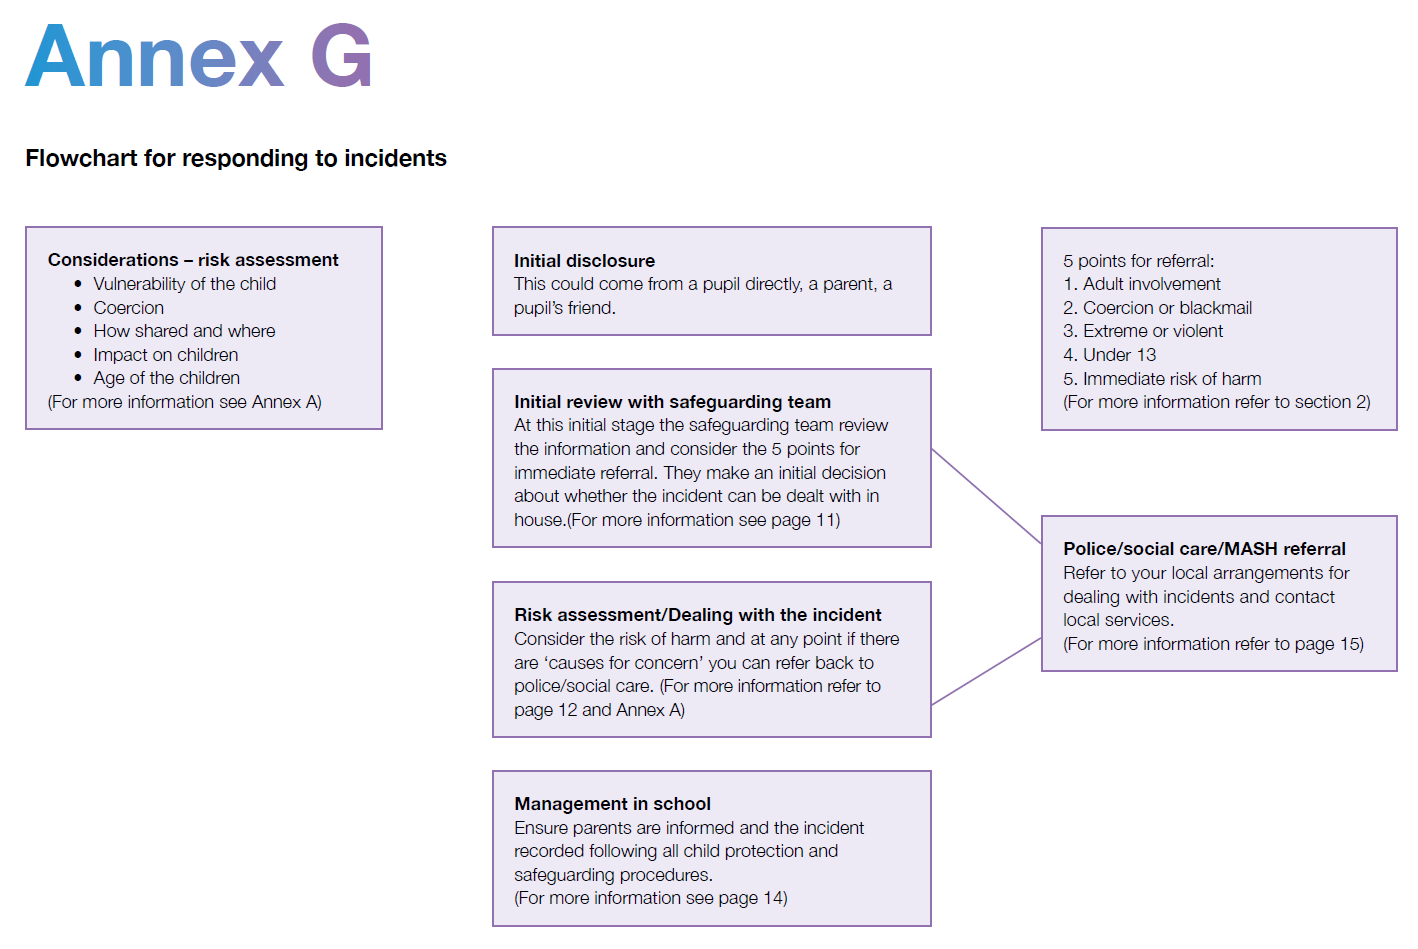 Annex G
Flowchart for responding to incidents
Considerations – risk assessment
• Vulnerability of the child
• Coercion
• How shared and where
• Impact on children
• Age of the children
(For more information see Annex A)
Initial disclosure
This could come from a pupil directly, a parent, a
pupil’s friend.
Initial review with safeguarding team
At this initial stage the safeguarding team review
the information and consider the 5 points for
immediate referral. They make an initial decision
about whether the incident can be dealt with in
house.(For more information see page 11)
Risk assessment/Dealing with the incident
Consider the risk of harm and at any point if there
are ‘causes for concern’ you can refer back to
police/social care. (For more information refer to
page 12 and Annex A)
Management in school
Ensure parents are informed and the incident
recorded following all child protection and
safeguarding procedures.
(For more information see page 14)
5 points for referral:
1. Adult involvement
2. Coercion or blackmail
3. Extreme or violent
4. Under 13
5. Immediate risk of harm
(For more information refer to section 2)
Police/social care/MASH referral
Refer to your local arrangements for
dealing with incidents and contact
local services.
(For more information refer to page 15)